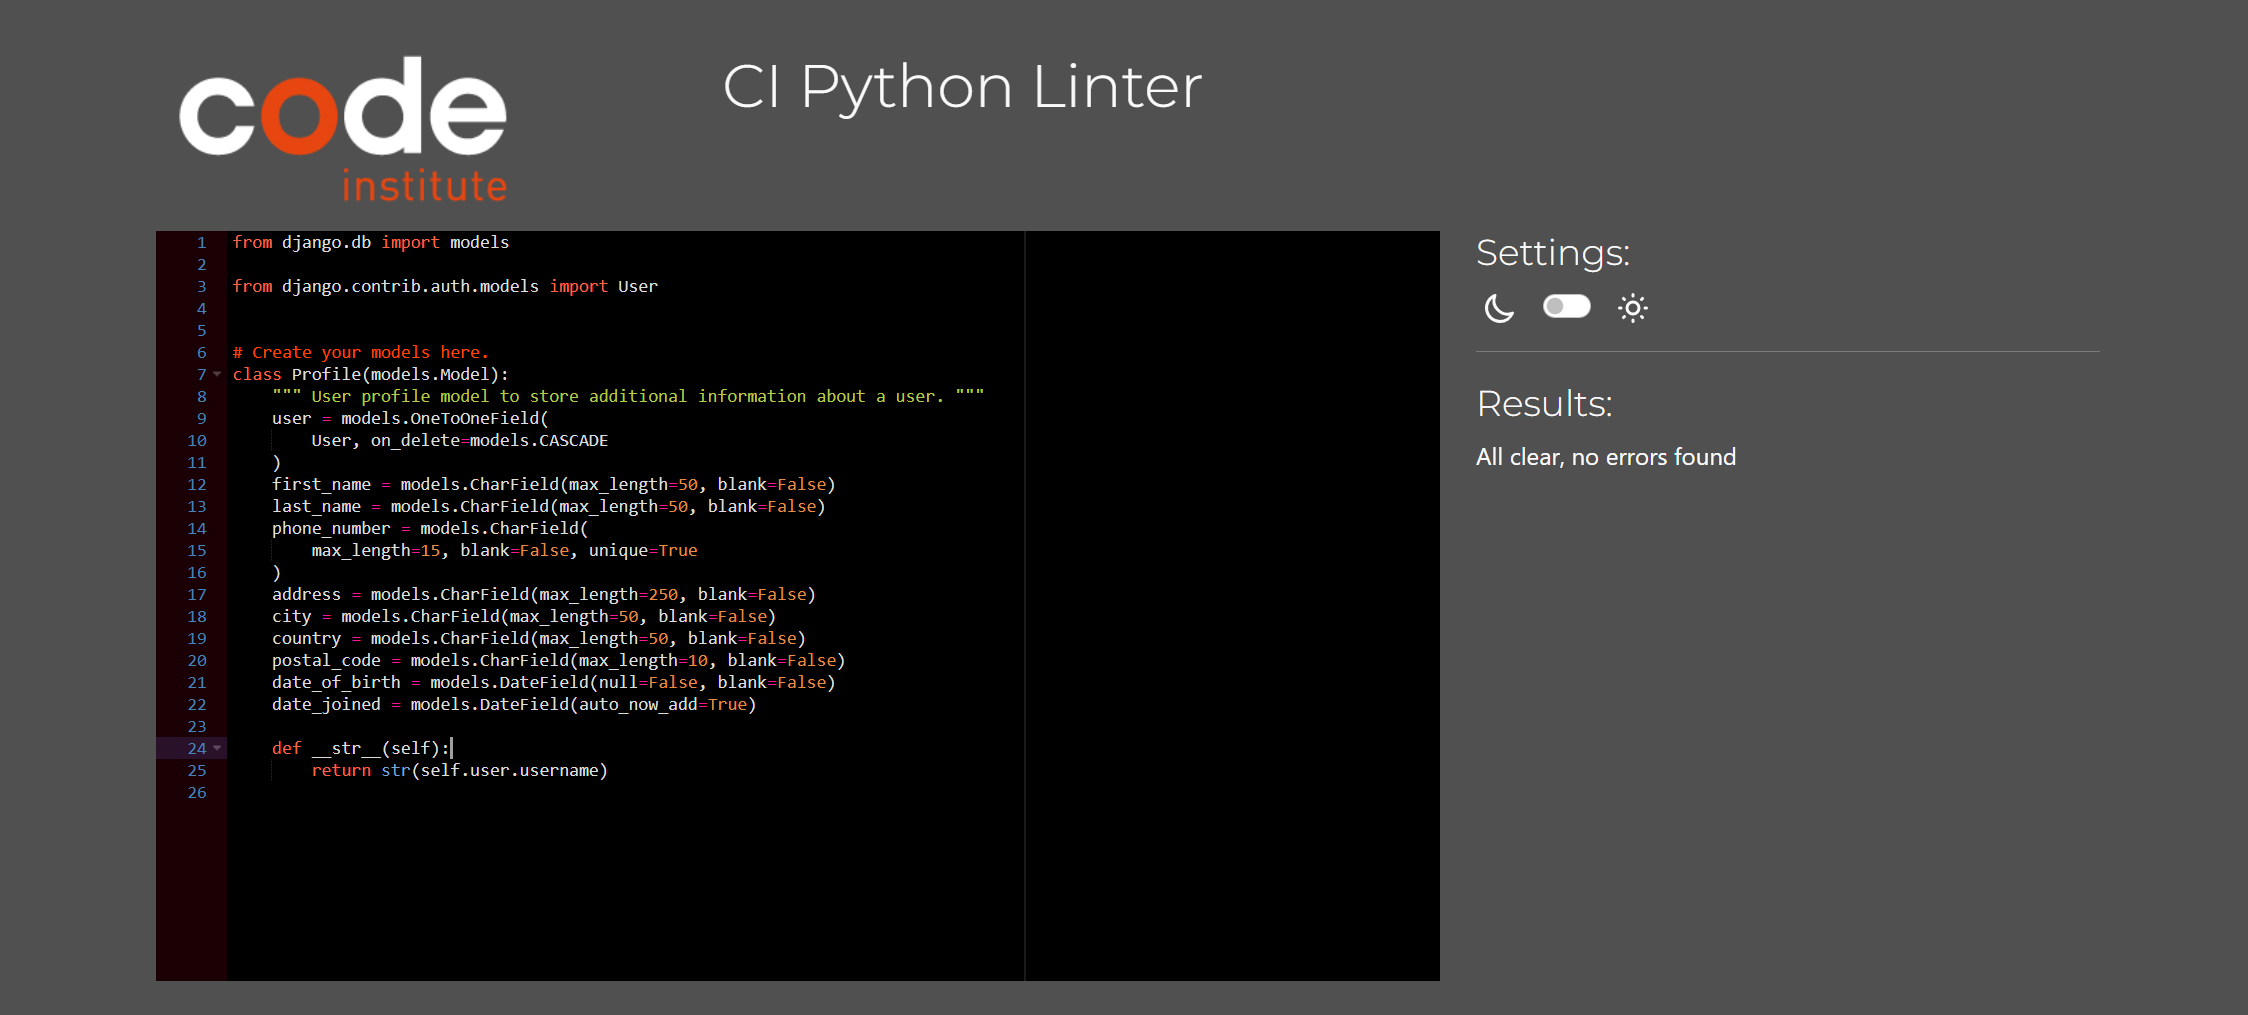 code
institute
CI Python Linter
1 from django.db import models
2
3 from django.contrib.auth.models import User
4
5
6 # Create your models here.
7 class Profile(models.Model):
8     """ User profile model to store additional information about a user. """
9     user = models.OneToOneField(
10         User, on_delete=models.CASCADE
11     )
12     first_name = models.CharField(max_length=50, blank=False)
13     last_name = models.CharField(max_length=50, blank=False)
14     phone_number = models.CharField(
15         max_length=15, blank=False, unique=True
16     )
17     address = models.CharField(max_length=250, blank=False)
18     city = models.CharField(max_length=50, blank=False)
19     country = models.CharField(max_length=50, blank=False)
20     postal_code = models.CharField(max_length=10, blank=False)
21     date_of_birth = models.DateField(null=False, blank=False)
22     date_joined = models.DateField(auto_now_add=True)
23
24     def __str__(self):
25         return str(self.user.username)
26
Settings:
Results:
All clear, no errors found